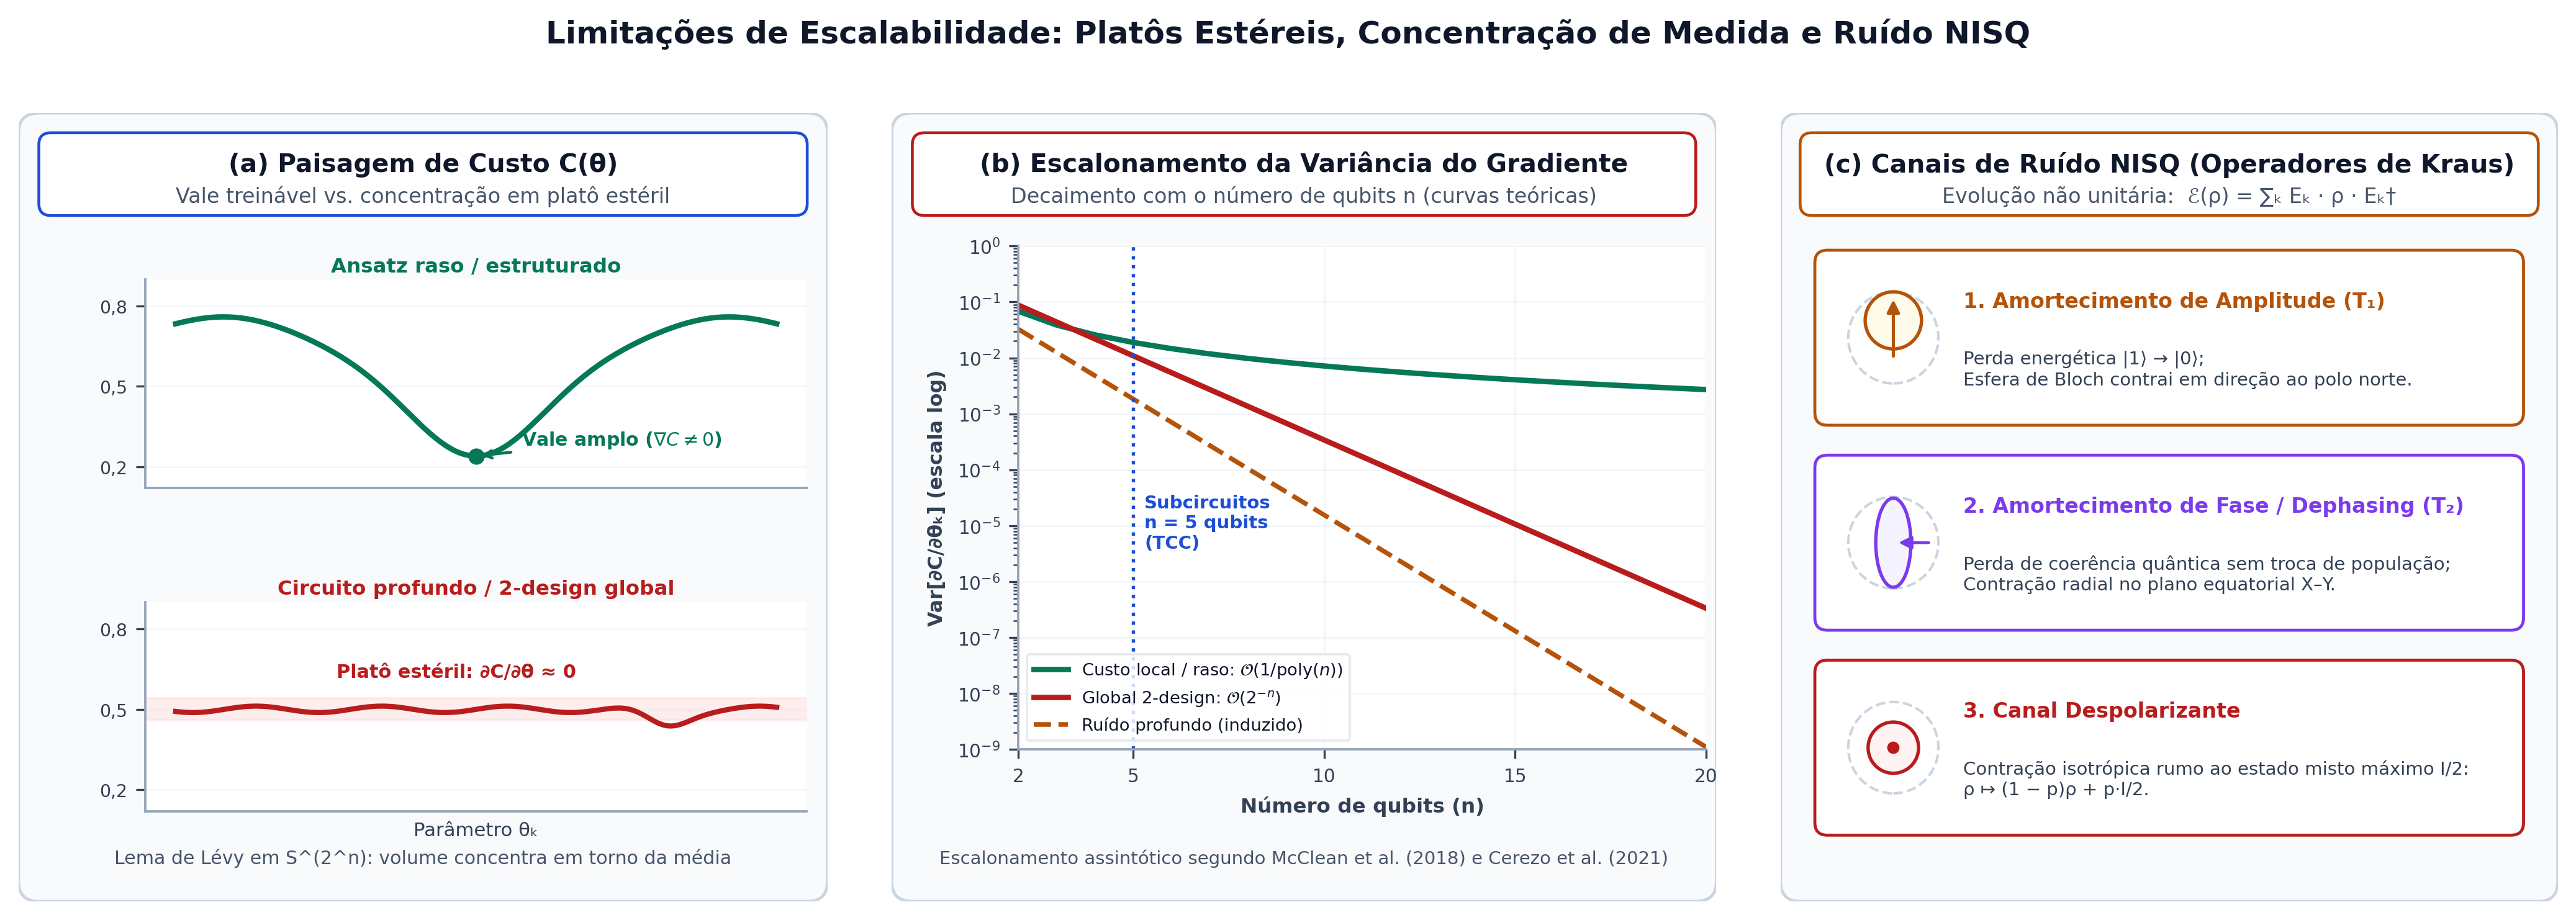 Limitações de Escalabilidade: Platôs Estéreis, Concentração de Medida e Ruído NISQ
(a) Paisagem de Custo C(θ)
Vale treinável vs. concentração em platô estéril
Ansatz raso / estruturado
0,8
0,5
0,2
Vale amplo (∇C ≠ 0)
Circuito profundo / 2-design global
0,8
0,5
0,2
Platô estéril: ∂C/∂θ ≈ 0
Parâmetro θₖ
Lema de Lévy em S^(2^n): volume concentra em torno da média
(b) Escalonamento da Variância do Gradiente
Decaimento com o número de qubits n (curvas teóricas)
Var[∂C/∂θₖ] (escala log)
10⁰
10⁻¹
10⁻²
10⁻³
10⁻⁴
10⁻⁵
10⁻⁶
10⁻⁷
10⁻⁸
10⁻⁹
Subcircuitos
n = 5 qubits
(TCC)
Custo local / raso: 𝒪(1/poly(n))
Global 2-design: 𝒪(2⁻ⁿ)
Ruído profundo (induzido)
2 5 10 15 20
Número de qubits (n)
Escalonamento assintótico segundo McClean et al. (2018) e Cerezo et al. (2021)
(c) Canais de Ruído NISQ (Operadores de Kraus)
Evolução não unitária: ℰ(ρ) = ∑ₖ Eₖ · ρ · Eₖ†
1. Amortecimento de Amplitude (T₁)
Perda energética |1⟩ → |0⟩;
Esfera de Bloch contrai em direção ao polo norte.
2. Amortecimento de Fase / Dephasing (T₂)
Perda de coerência quântica sem troca de população;
Contração radial no plano equatorial X–Y.
3. Canal Despolarizante
Contração isotrópica rumo ao estado misto máximo I/2:
ρ ↦ (1 − p)ρ + p·I/2.